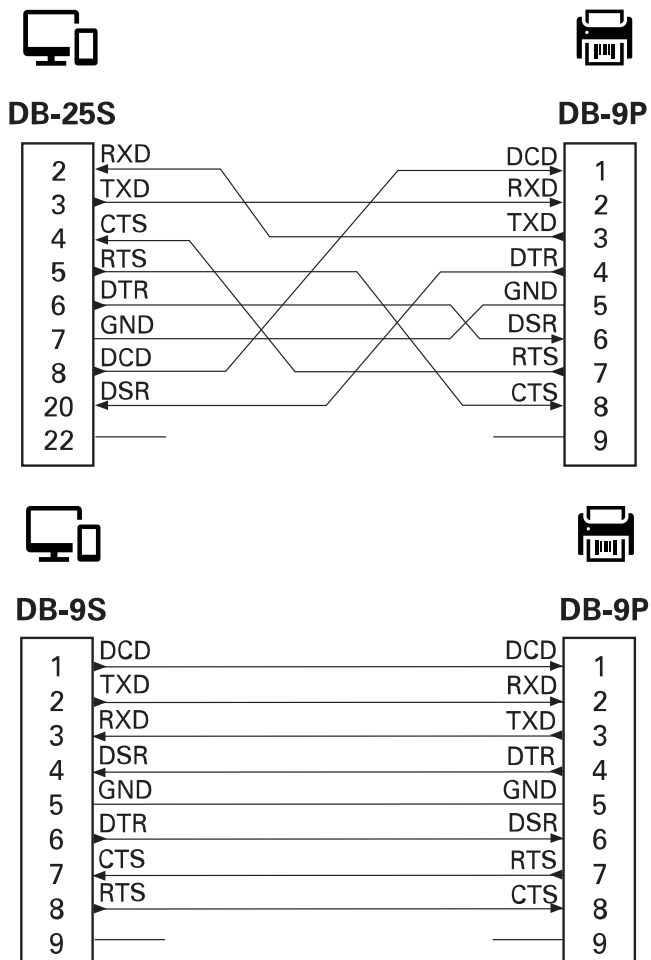 DB-25S DB-9P
2 RXD DCD 1
3 TXD RXD 2
4 CTS TXD 3
5 RTS DTR 4
6 DTR GND 5
7 GND DSR 6
8 DCD RTS 7
20 DSR CTS 8
22 9
DB-9S DB-9P
1 DCD DCD 1
2 TXD RXD 2
3 RXD TXD 3
4 DSR DTR 4
5 GND GND 5
6 DTR DSR 6
7 CTS RTS 7
8 RTS CTS 8
9 9